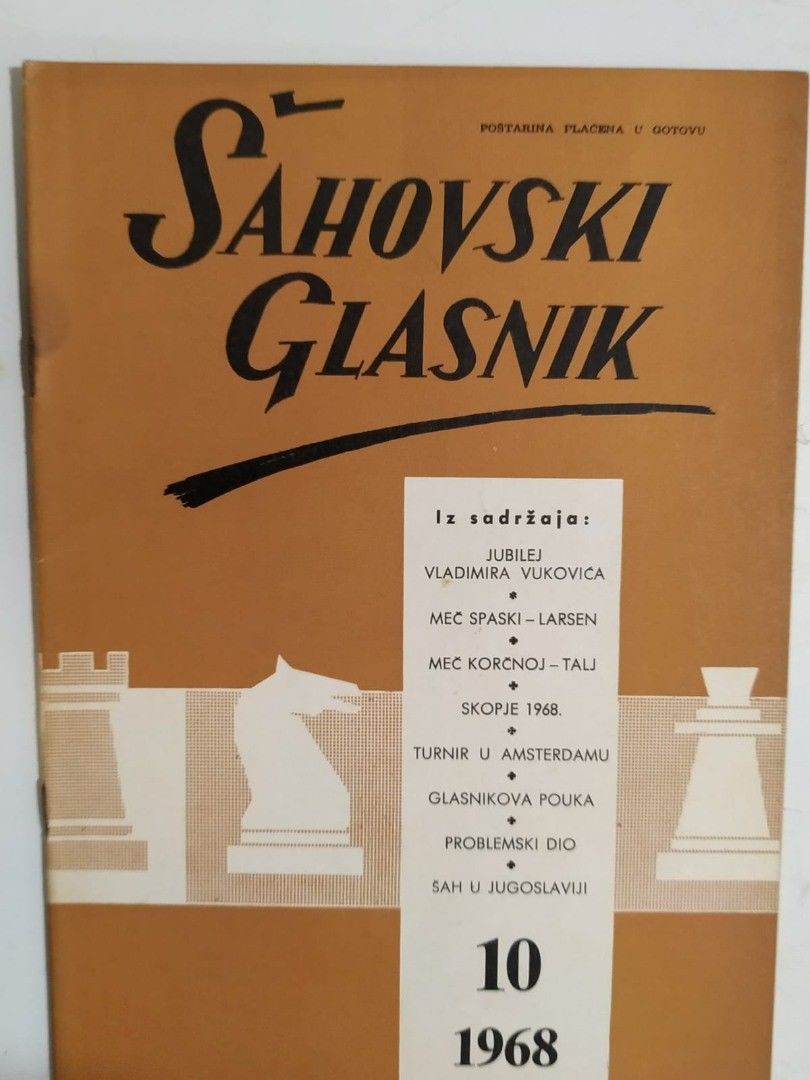 POŠTARINA PLAĆENA U GOTOVU
ŠAHOVSKI
GLASNIK
Iz sadržaja:
JUBILEJ
VLADIMIRA VUKOVIĆA
MEČ SPASKI – LARSEN
MEČ KORČNOJ – TALJ
SKOPJE 1968.
TURNIR U AMSTERDAMU
GLASNIKOVA POUKA
PROBLEMSKI DIO
ŠAH U JUGOSLAVIJI
10
1968